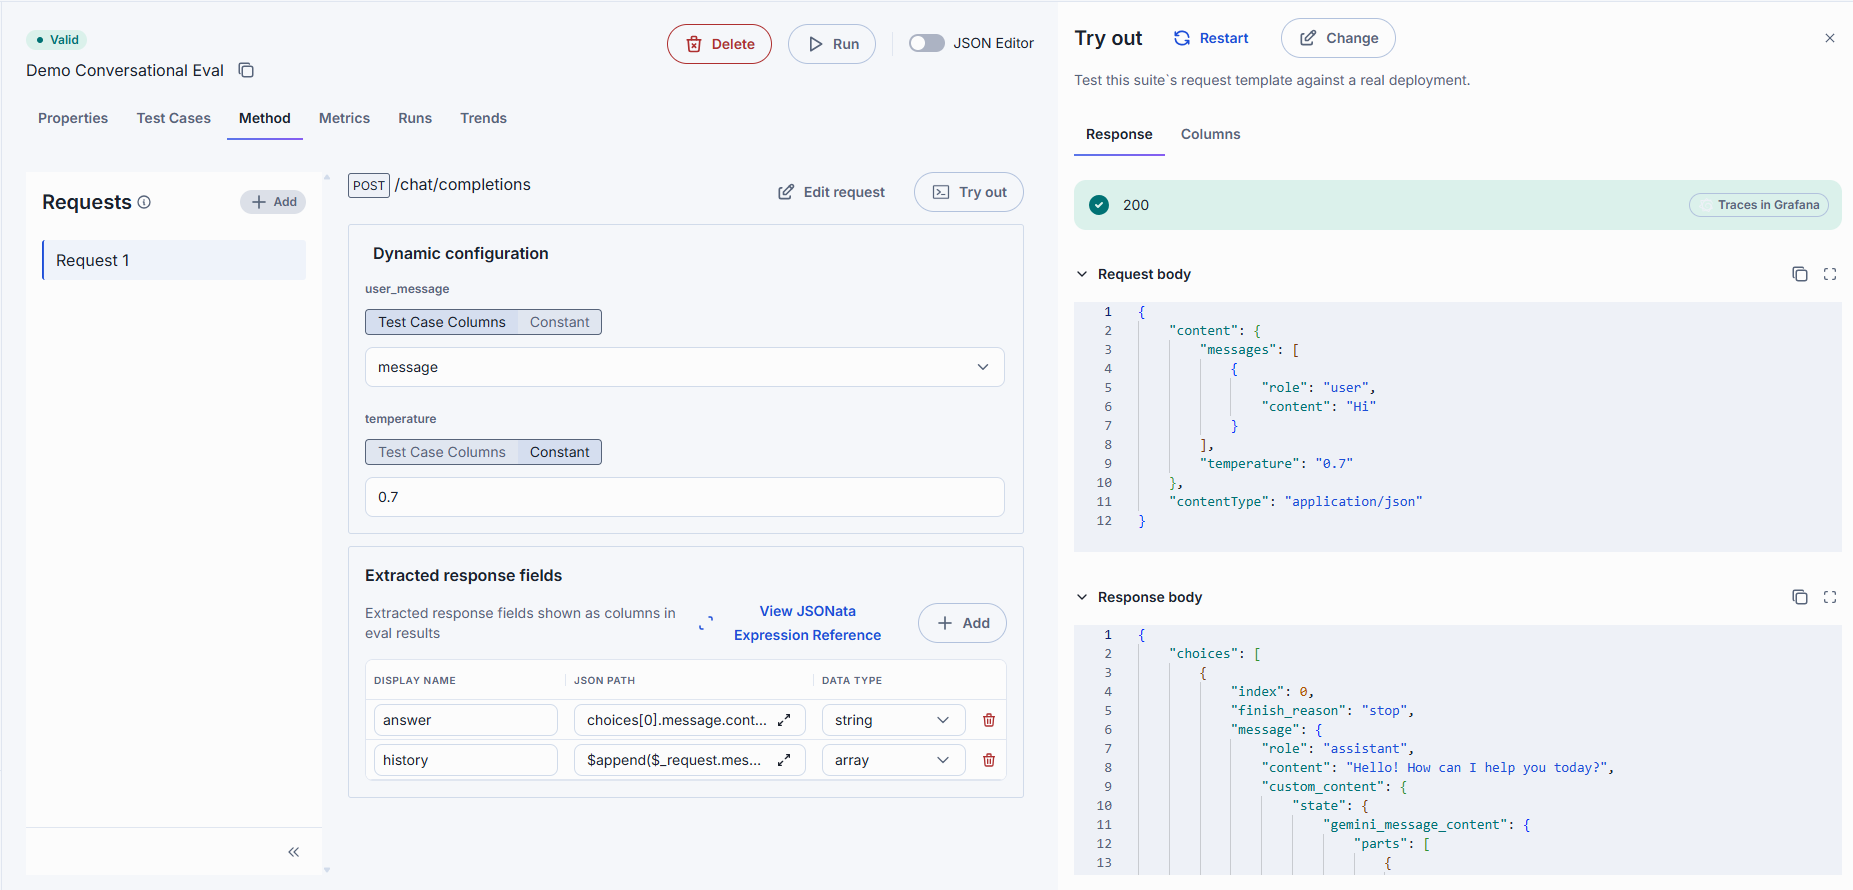 Valid
Demo Conversational Eval
Delete
Run
JSON Editor
Properties
Test Cases
Method
Metrics
Runs
Trends
Requests
Add
Request 1
POST /chat/completions
Edit request
Try out
Dynamic configuration
user_message
Test Case Columns
Constant
message
temperature
Test Case Columns
Constant
0.7
Extracted response fields
Extracted response fields shown as columns in
eval results
View JSONata
Expression Reference
Add
DISPLAY NAME
JSON PATH
DATA TYPE
answer
choices[0].message.cont...
string
history
$append($_request.mes...
array
Try out
Restart
Change
Test this suite`s request template against a real deployment.
Response
Columns
200
Traces in Grafana
Request body
1 {
2 "content": {
3 "messages": [
4 {
5 "role": "user",
6 "content": "Hi"
7 }
8 ],
9 "temperature": "0.7"
10 },
11 "contentType": "application/json"
12 }
Response body
1 {
2 "choices": [
3 {
4 "index": 0,
5 "finish_reason": "stop",
6 "message": {
7 "role": "assistant",
8 "content": "Hello! How can I help you today?",
9 "custom_content": {
10 "state": {
11 "gemini_message_content": {
12 "parts": [
13 {